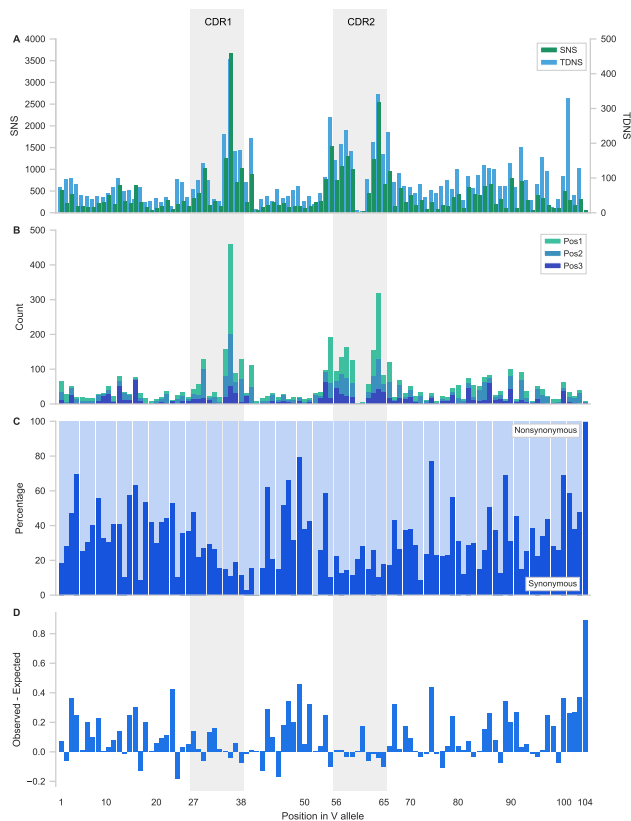 CDR1 CDR2
A
4000 500
3500
3000 400
2500 300
2000
1500 200
1000
100
500
0 0
SNS
TDNS
SNS
TDNS
B
500
400
300
200
100
0
Count
Pos1
Pos2
Pos3
C
100
80
60
40
20
0
Percentage
Nonsynonymous
Synonymous
D
0.8
0.6
0.4
0.2
0.0
−0.2
Observed - Expected
1 10 20 27 38 50 56 65 70 80 90 100 104
Position in V allele